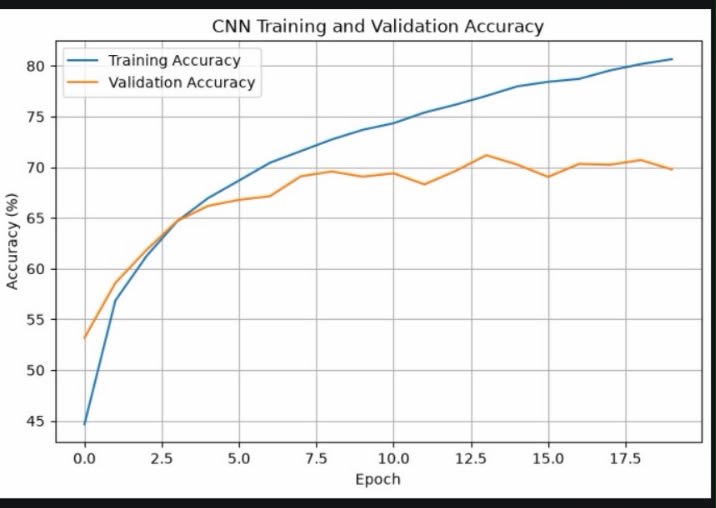 CNN Training and Validation Accuracy
Training Accuracy
Validation Accuracy
Accuracy (%)
80
75
70
65
60
55
50
45
0.0 2.5 5.0 7.5 10.0 12.5 15.0 17.5
Epoch